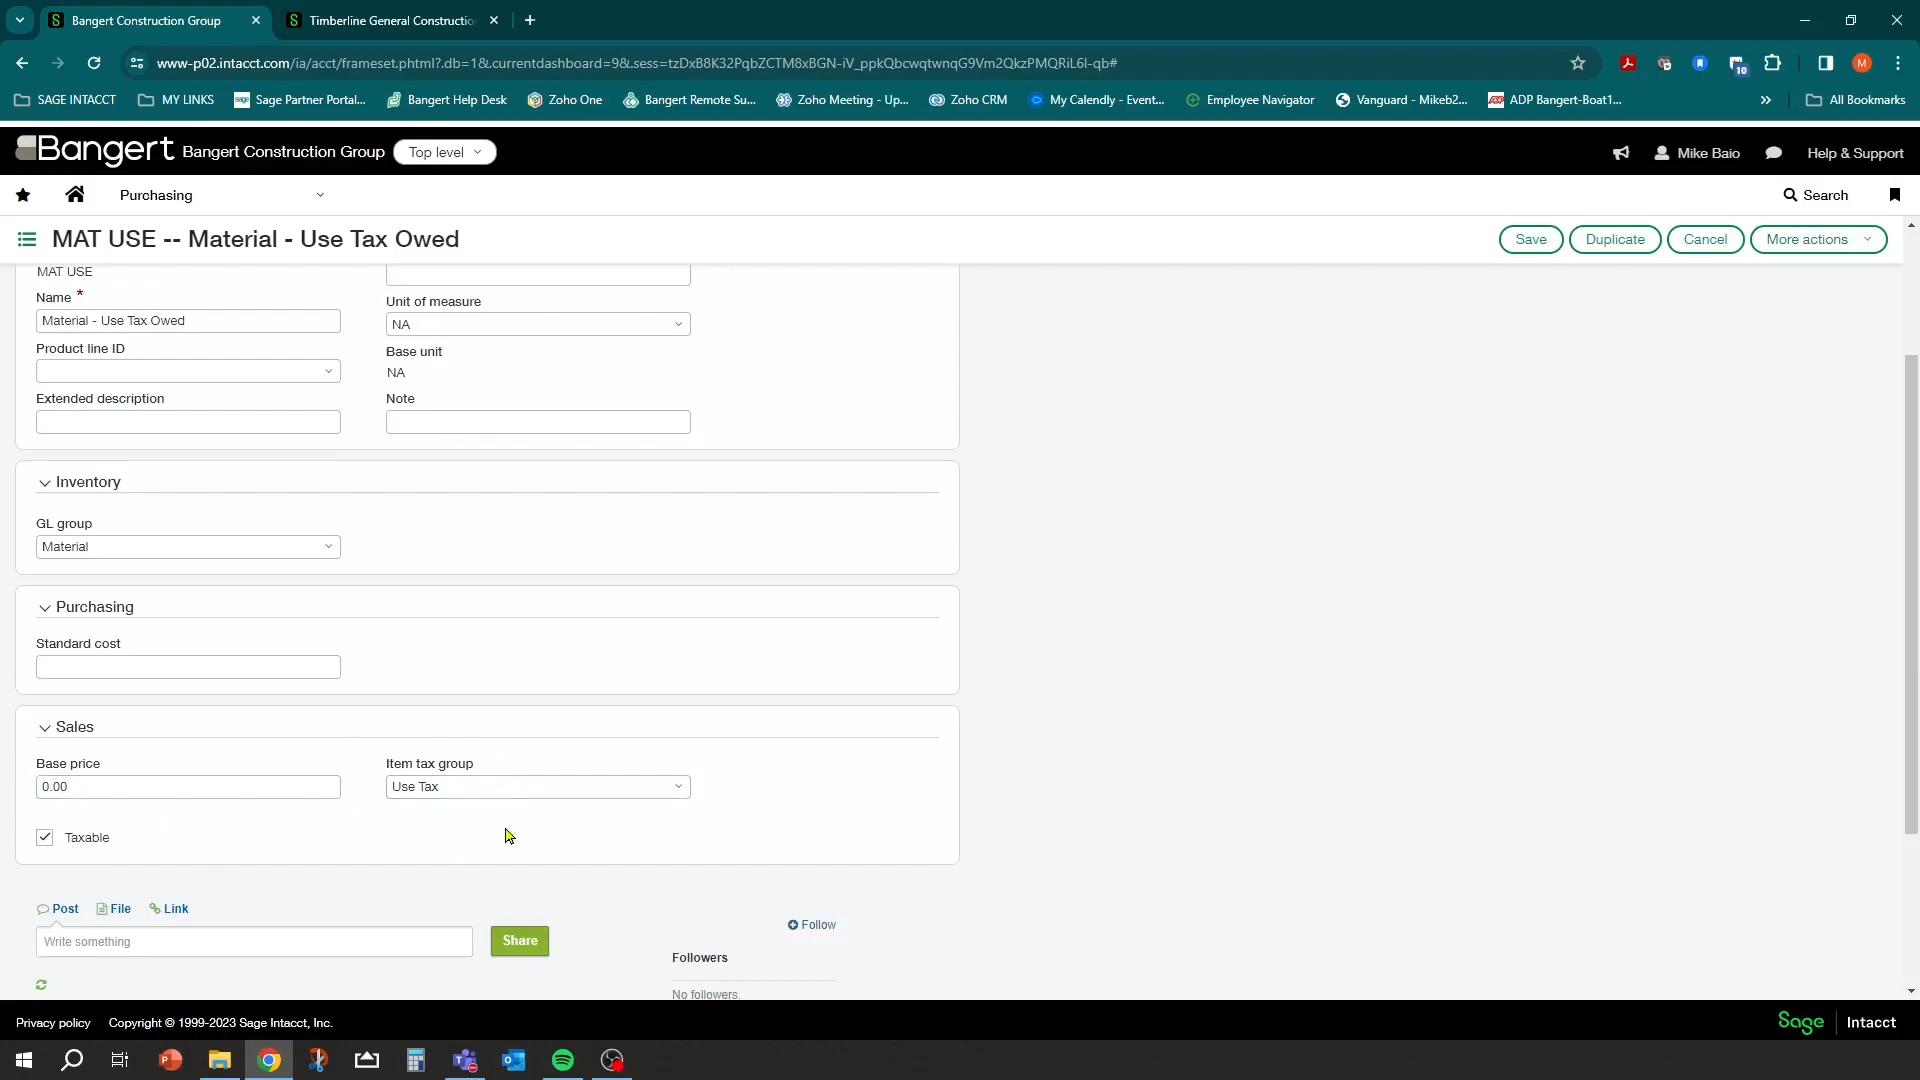 Bangert Construction Group
Timberline General Constructio
www-p02.intacct.com/ia/acct/frameset.phtml?.db=1&.currentdashboard=9&.sess=tzDxB8K32PqbZCTM8xBGN-iV_ppkQbcwqtwnqG9Vm2QkzPMQRiL6l-qb#
10
M
SAGE INTACCT
MY LINKS
Sage Partner Portal...
Bangert Help Desk
Zoho One
Bangert Remote Su...
Zoho Meeting - Up...
Zoho CRM
My Calendly - Event...
Employee Navigator
Vanguard - Mikeb2...
ADP Bangert-Boat1...
All Bookmarks
Bangert Bangert Construction Group Top level
Mike Baio
Help & Support
Purchasing
Search
MAT USE -- Material - Use Tax Owed
Save
Duplicate
Cancel
More actions
MAT USE
Name *
Material - Use Tax Owed
Product line ID
Extended description
Unit of measure
NA
Base unit
NA
Note
Inventory
GL group
Material
Purchasing
Standard cost
Sales
Base price
0.00
Item tax group
Use Tax
Taxable
Post File Link
Write something
Share
Follow
Followers
No followers.
Privacy policy Copyright © 1999-2023 Sage Intacct, Inc.
Sage Intacct